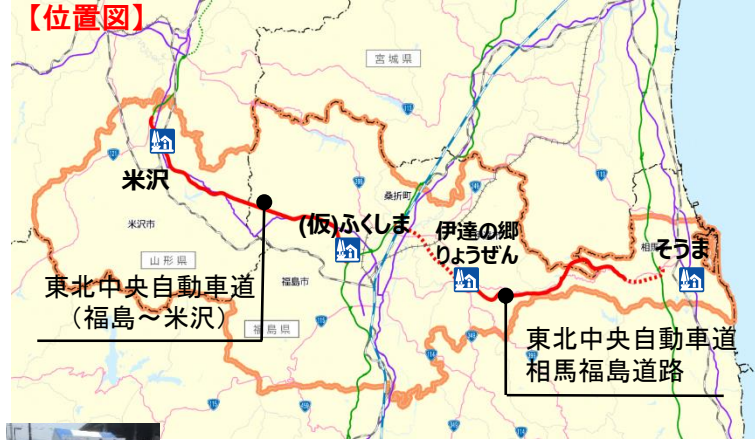 【位置図】
宮城県
米沢
桑折町
(仮)ふくしま
伊達の郷
りょうぜん
相馬
そうま
米沢市
山形県
福島市
東北中央自動車道
(福島～米沢)
福島県
東北中央自動車道
相馬福島道路